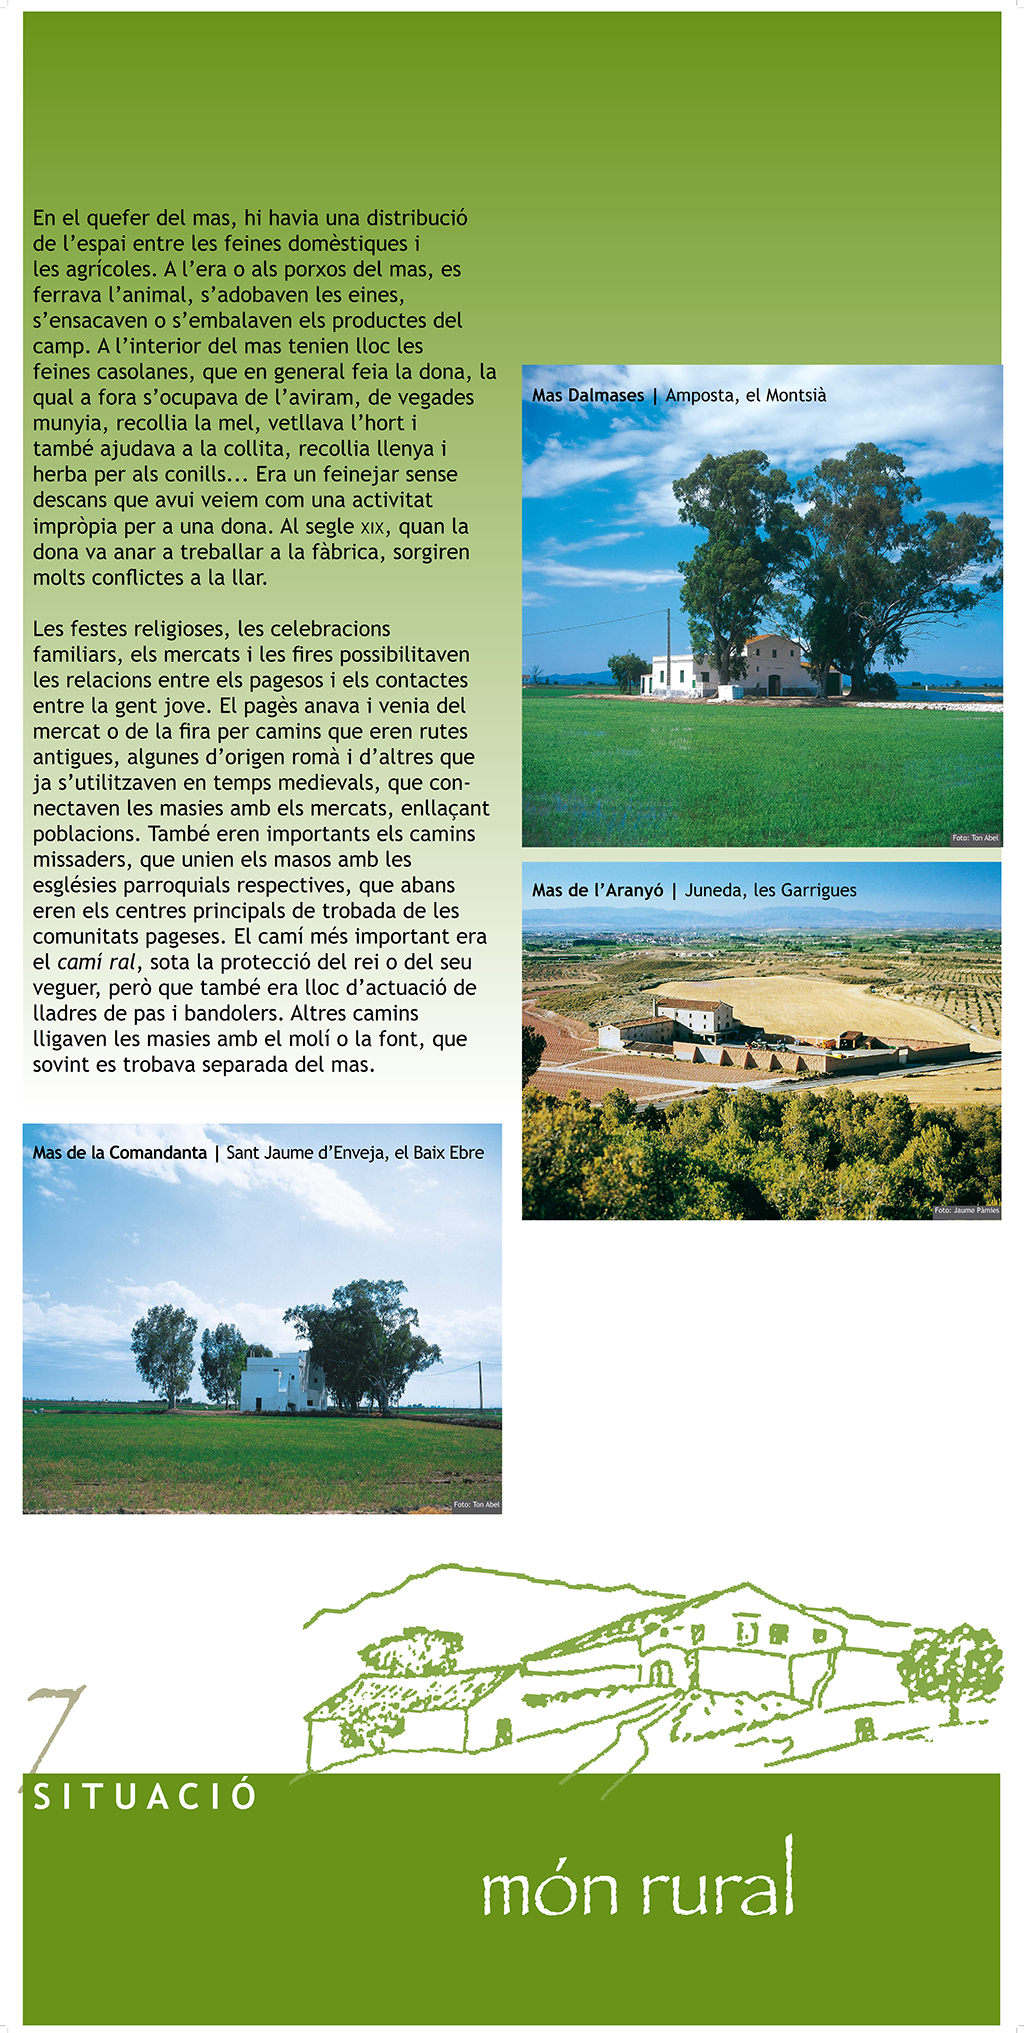 En el quefer del mas, hi havia una distribució
de l’espai entre les feines domèstiques i
les agrícoles. A l’era o als porxos del mas, es
ferrava l’animal, s’adobaven les eines,
s’ensacaven o s’embalaven els productes del
camp. A l’interior del mas tenien lloc les
feines casolanes, que en general feia la dona, la
qual a fora s’ocupava de l’aviram, de vegades
munyia, recollia la mel, vetllava l’hort i
també ajudava a la collita, recollia llenya i
herba per als conills... Era un feinejar sense
descans que avui veiem com una activitat
impròpia per a una dona. Al segle XIX, quan la
dona va anar a treballar a la fàbrica, sorgiren
molts conflictes a la llar.
Les festes religioses, les celebracions
familiars, els mercats i les fires possibilitaven
les relacions entre els pagesos i els contactes
entre la gent jove. El pagès anava i venia del
mercat o de la fira per camins que eren rutes
antigues, algunes d’origen romà i d’altres que
ja s’utilitzaven en temps medievals, que con-
nectaven les masies amb els mercats, enllaçant
poblacions. També eren importants els camins
missaders, que unien els masos amb les
esglésies parroquials respectives, que abans
eren els centres principals de trobada de les
comunitats pageses. El camí més important era
el camí ral, sota la protecció del rei o del seu
veguer, però que també era lloc d’actuació de
lladres de pas i bandolers. Altres camins
lligaven les masies amb el molí o la font, que
sovint es trobava separada del mas.
Mas Dalmases | Amposta, el Montsià
Foto: Ton Abel
Mas de l’Aranyó | Juneda, les Garrigues
Foto: Jaume Pàmies
Mas de la Comandanta | Sant Jaume d’Enveja, el Baix Ebre
Foto: Ton Abel
7
SITUACIÓ
món rural